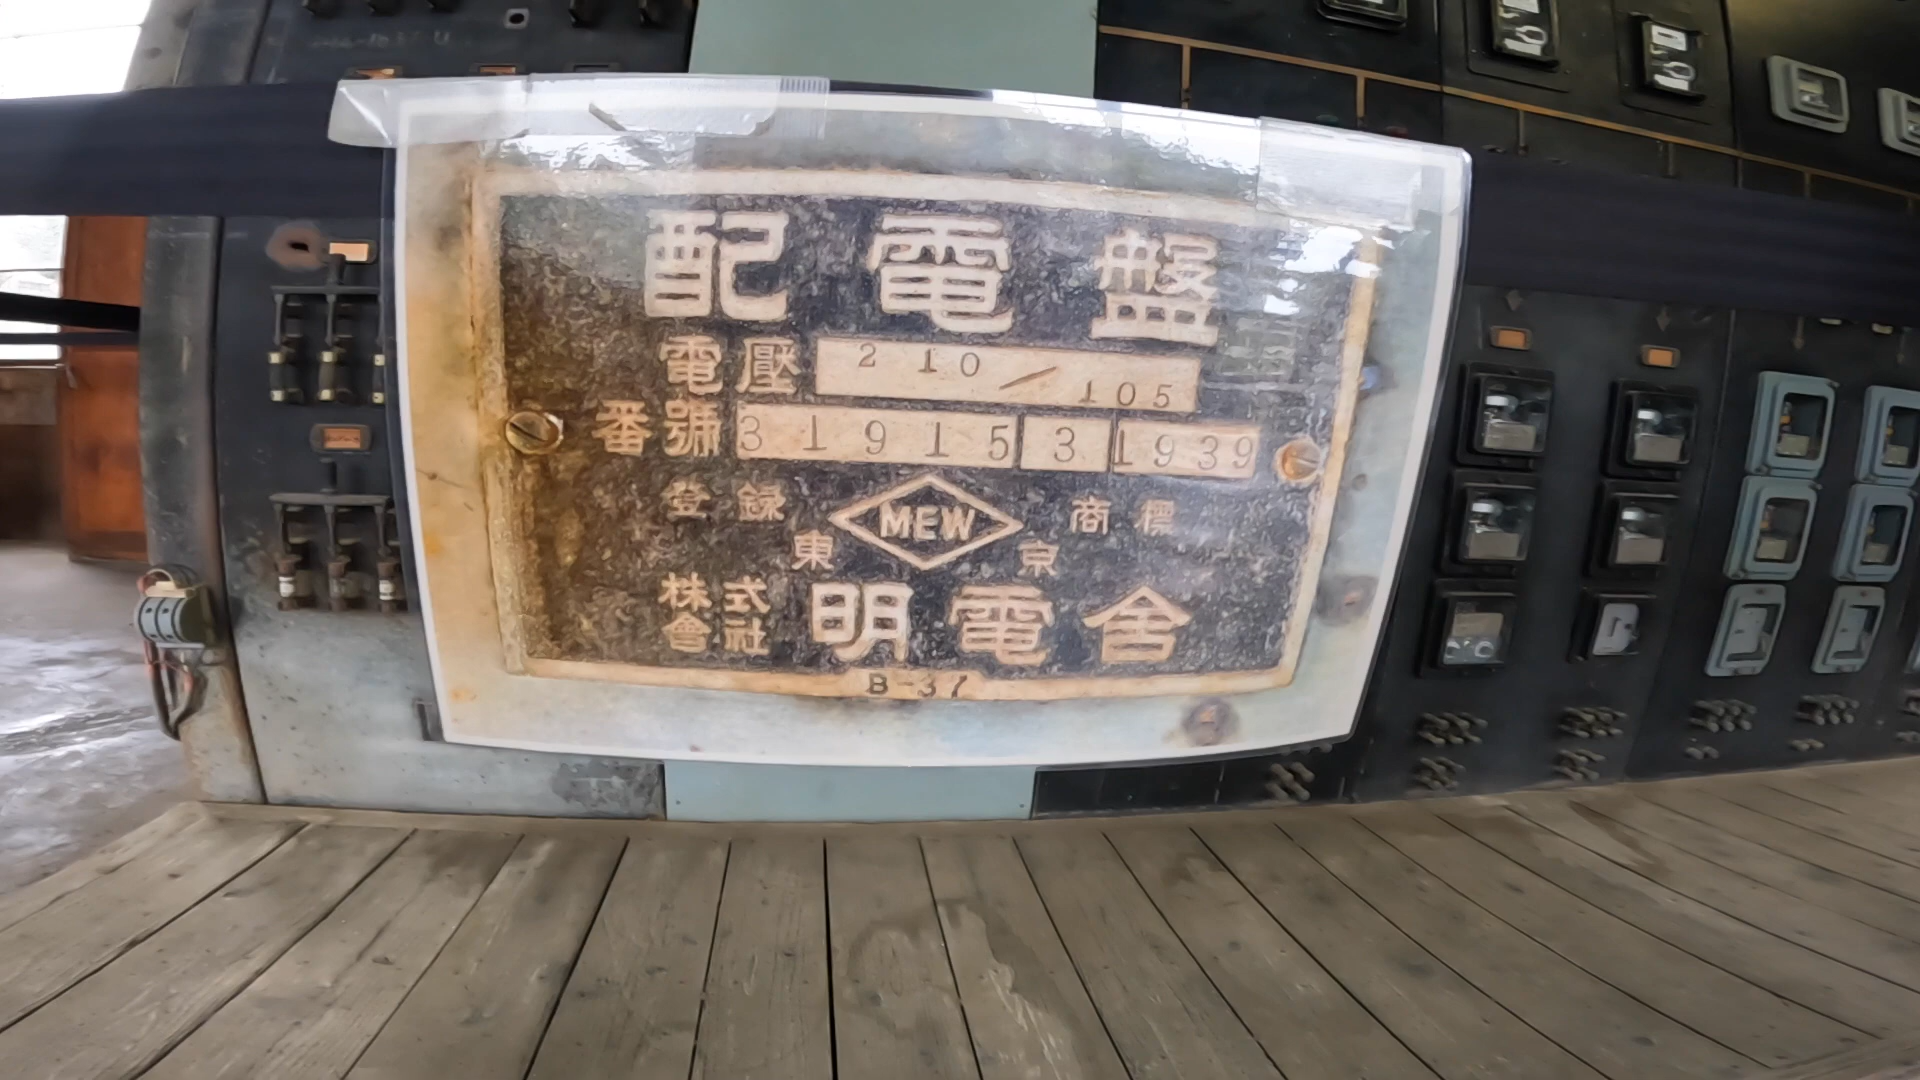 配電盤
電壓 210/105
番號 31915 3 1939
登録 MEW 商標
東京
株式會社 明電舍
B-37